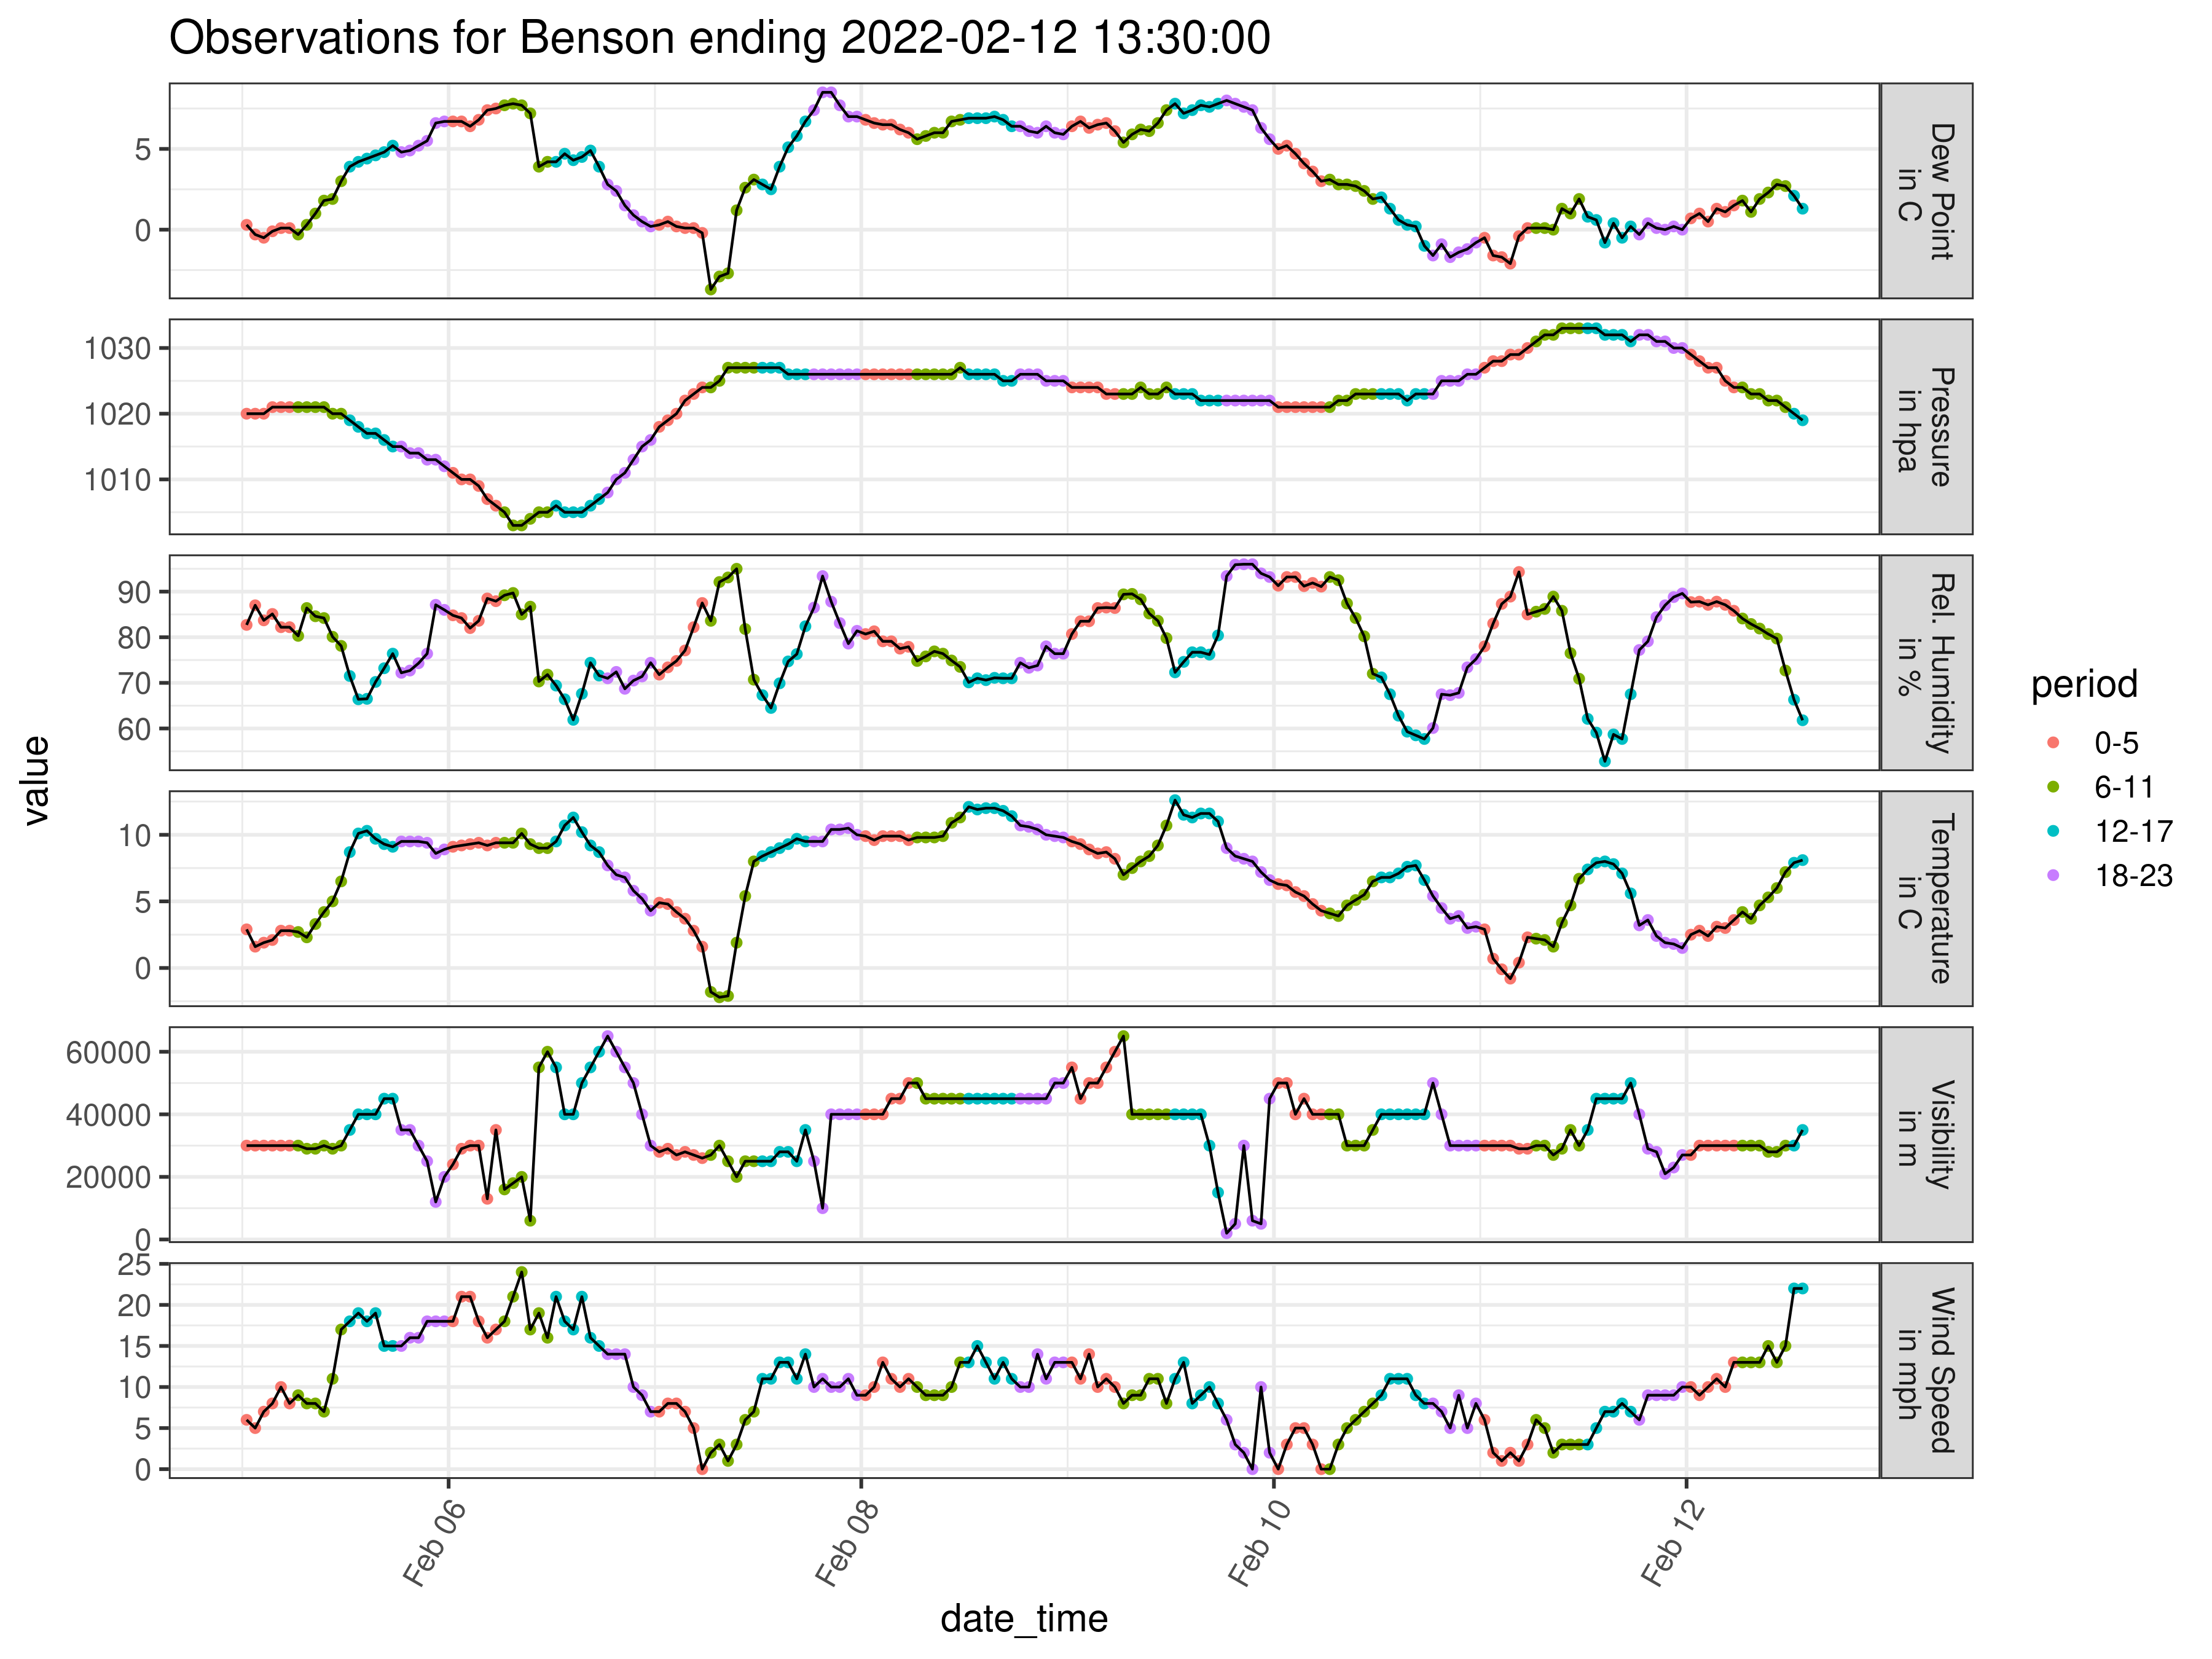 Observations for Benson ending 2022-02-12 13:30:00
value
5
0
Dew Point
in C
1030
1020
1010
Pressure
in hpa
90
80
70
60
Rel. Humidity
in %
10
5
0
Temperature
in C
60000
40000
20000
0
Visibility
in m
25
20
15
10
5
0
Wind Speed
in mph
Feb 06
Feb 08
Feb 10
Feb 12
date_time
period
0-5
6-11
12-17
18-23